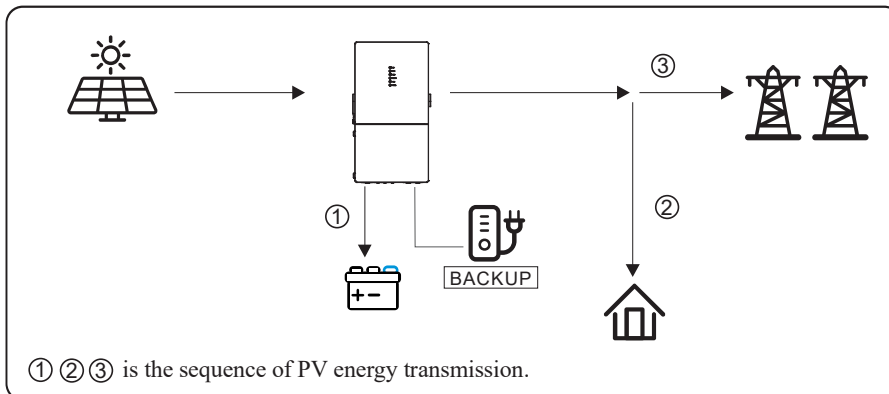 ③
①
②
BACKUP
+ −
① ② ③ is the sequence of PV energy transmission.